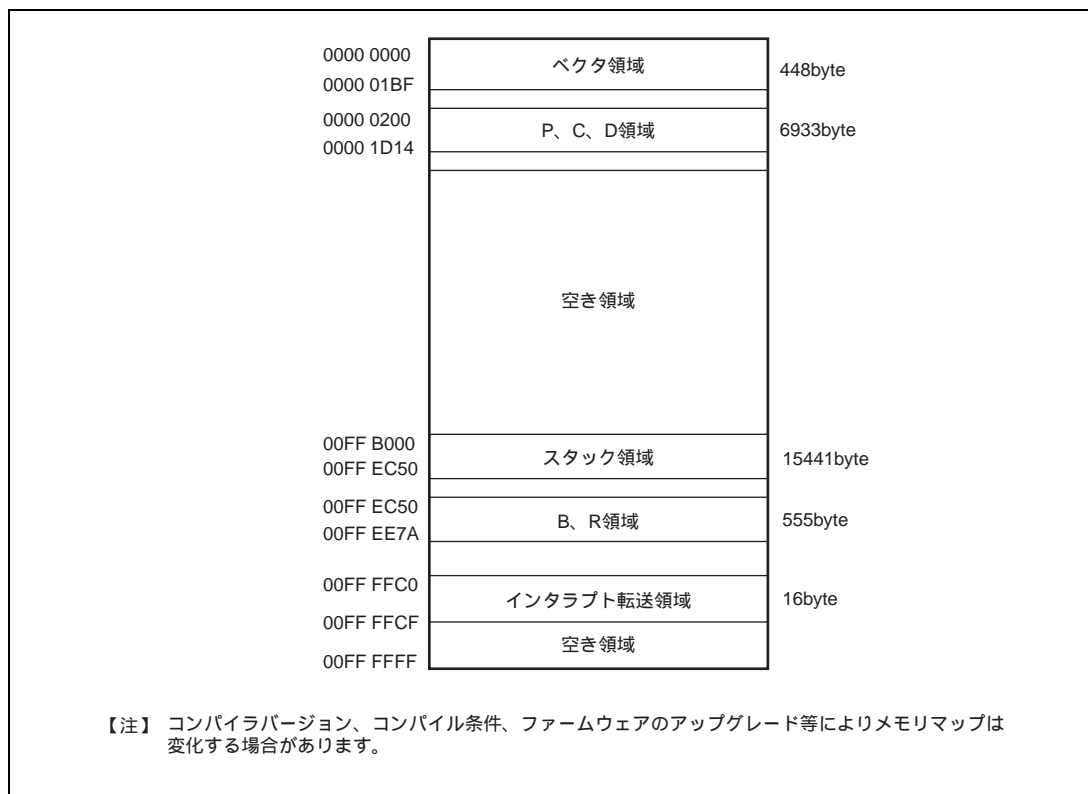 0000 0000
ベクタ領域
448byte
0000 01BF
0000 0200
P、C、D領域
6933byte
0000 1D14
空き領域
00FF B000
スタック領域
15441byte
00FF EC50
00FF EC50
B、R領域
555byte
00FF EE7A
00FF FFC0
インタラプト転送領域
16byte
00FF FFCF
空き領域
00FF FFFF
【注】 コンパイラバージョン、コンパイル条件、ファームウェアのアップグレード等によりメモリマップは
変化する場合があります。